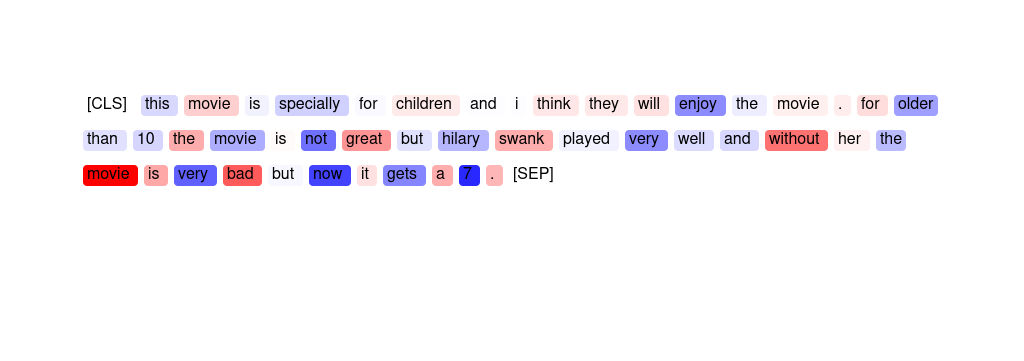 [CLS] this movie is specially for children and i think they will enjoy the movie . for older
than 10 the movie is not great but hilary swank played very well and without her the
movie is very bad but now it gets a 7 . [SEP]